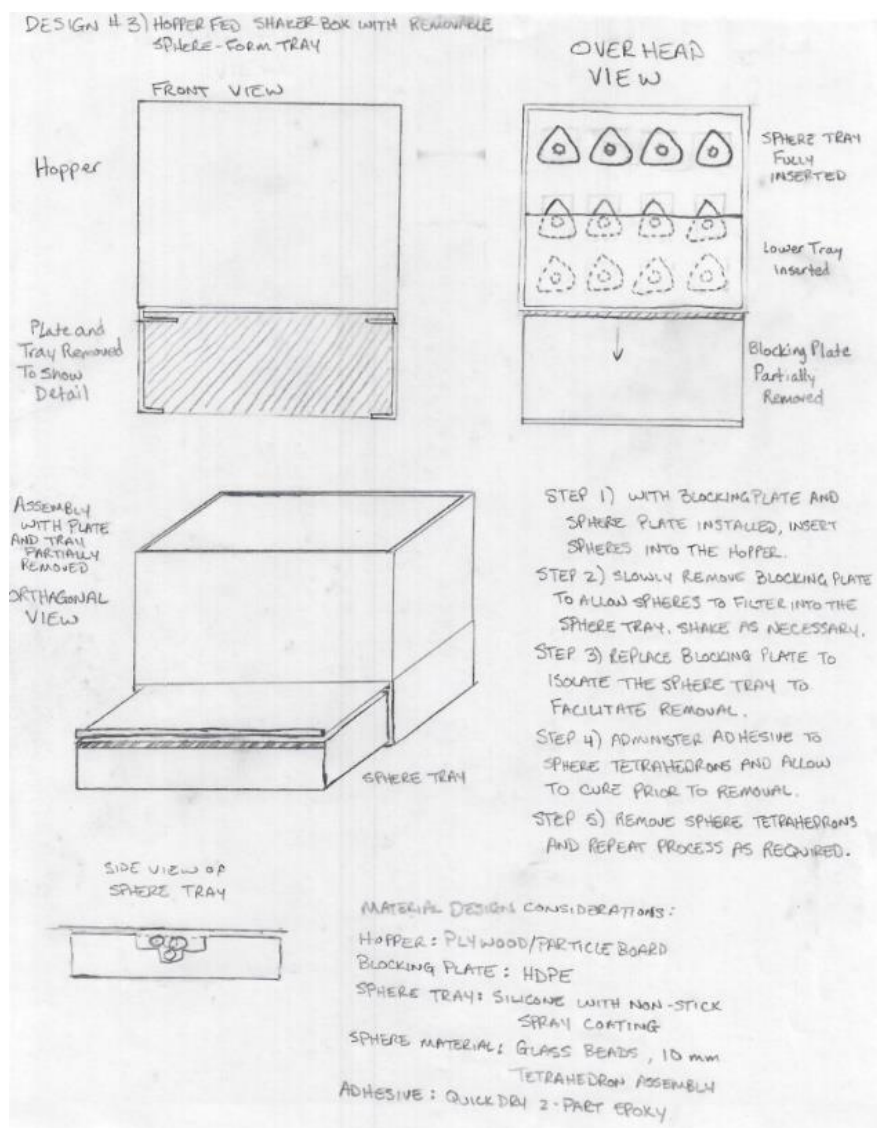 DESIGN # 3) HOPPER FED SHAKER BOX WITH REMOVABLE
SPHERE-FORM TRAY
FRONT VIEW
Hopper
Plate and
Tray Removed
To Show
Detail
OVERHEAD
VIEW
SPHERE TRAY
FULLY
INSERTED
Lower Tray
Inserted
Blocking Plate
Partially
Removed
ASSEMBLY
WITH PLATE
AND TRAY
PARTIALLY
REMOVED
ORTHAGONAL
VIEW
SPHERE TRAY
STEP 1) WITH BLOCKING PLATE AND
SPHERE PLATE INSTALLED, INSERT
SPHERES INTO THE HOPPER.
STEP 2) SLOWLY REMOVE BLOCKING PLATE
TO ALLOW SPHERES TO FILTER INTO THE
SPHERE TRAY. SHAKE AS NECESSARY.
STEP 3) REPLACE BLOCKING PLATE TO
ISOLATE THE SPHERE TRAY TO
FACILITATE REMOVAL.
STEP 4) ADMINISTER ADHESIVE TO
SPHERE TETRAHEDRONS AND ALLOW
TO CURE PRIOR TO REMOVAL.
STEP 5) REMOVE SPHERE TETRAHEDRONS
AND REPEAT PROCESS AS REQUIRED.
SIDE VIEW OF
SPHERE TRAY
MATERIAL DESIGN CONSIDERATIONS:
HOPPER: PLYWOOD/PARTICLE BOARD
BLOCKING PLATE: HDPE
SPHERE TRAY: SILICONE WITH NON-STICK
SPRAY COATING
SPHERE MATERIAL: GLASS BEADS, 10 mm
TETRAHEDRON ASSEMBLY
ADHESIVE: QUICK DRY 2-PART EPOXY